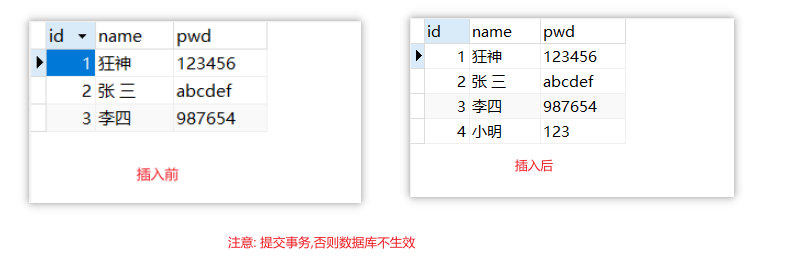 id name pwd
1 狂神 123456
2 张 三 abcdef
3 李四 987654
插入前
id name pwd
1 狂神 123456
2 张 三 abcdef
3 李四 987654
4 小明 123
插入后
注意: 提交事务,否则数据库不生效